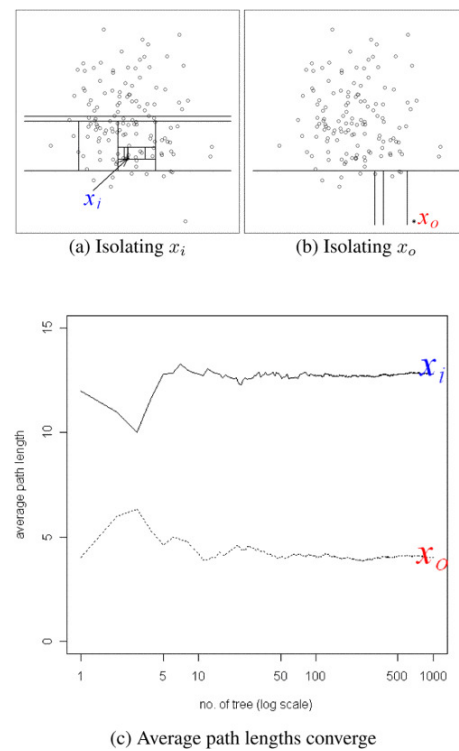 x_i
x_o
(a) Isolating x_i
(b) Isolating x_o
15
10
5
0
average path length
x_i
x_o
1 5 10 50 100 500 1000
no. of tree (log scale)
(c) Average path lengths converge